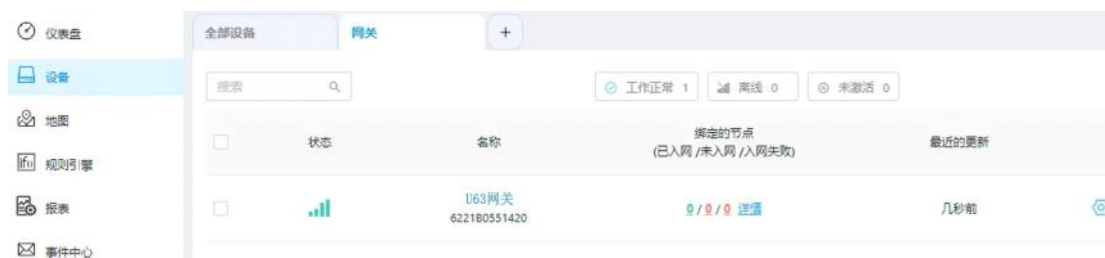 仪表盘
设备
地图
规则引擎
报表
事件中心
全部设备
网关
+
搜索
工作正常 1
离线 0
未激活 0
状态
名称
绑定的节点
(已入网 /未入网 /入网失败)
最近的更新
U63网关
6221B0551420
0 / 0 / 0 详情
几秒前